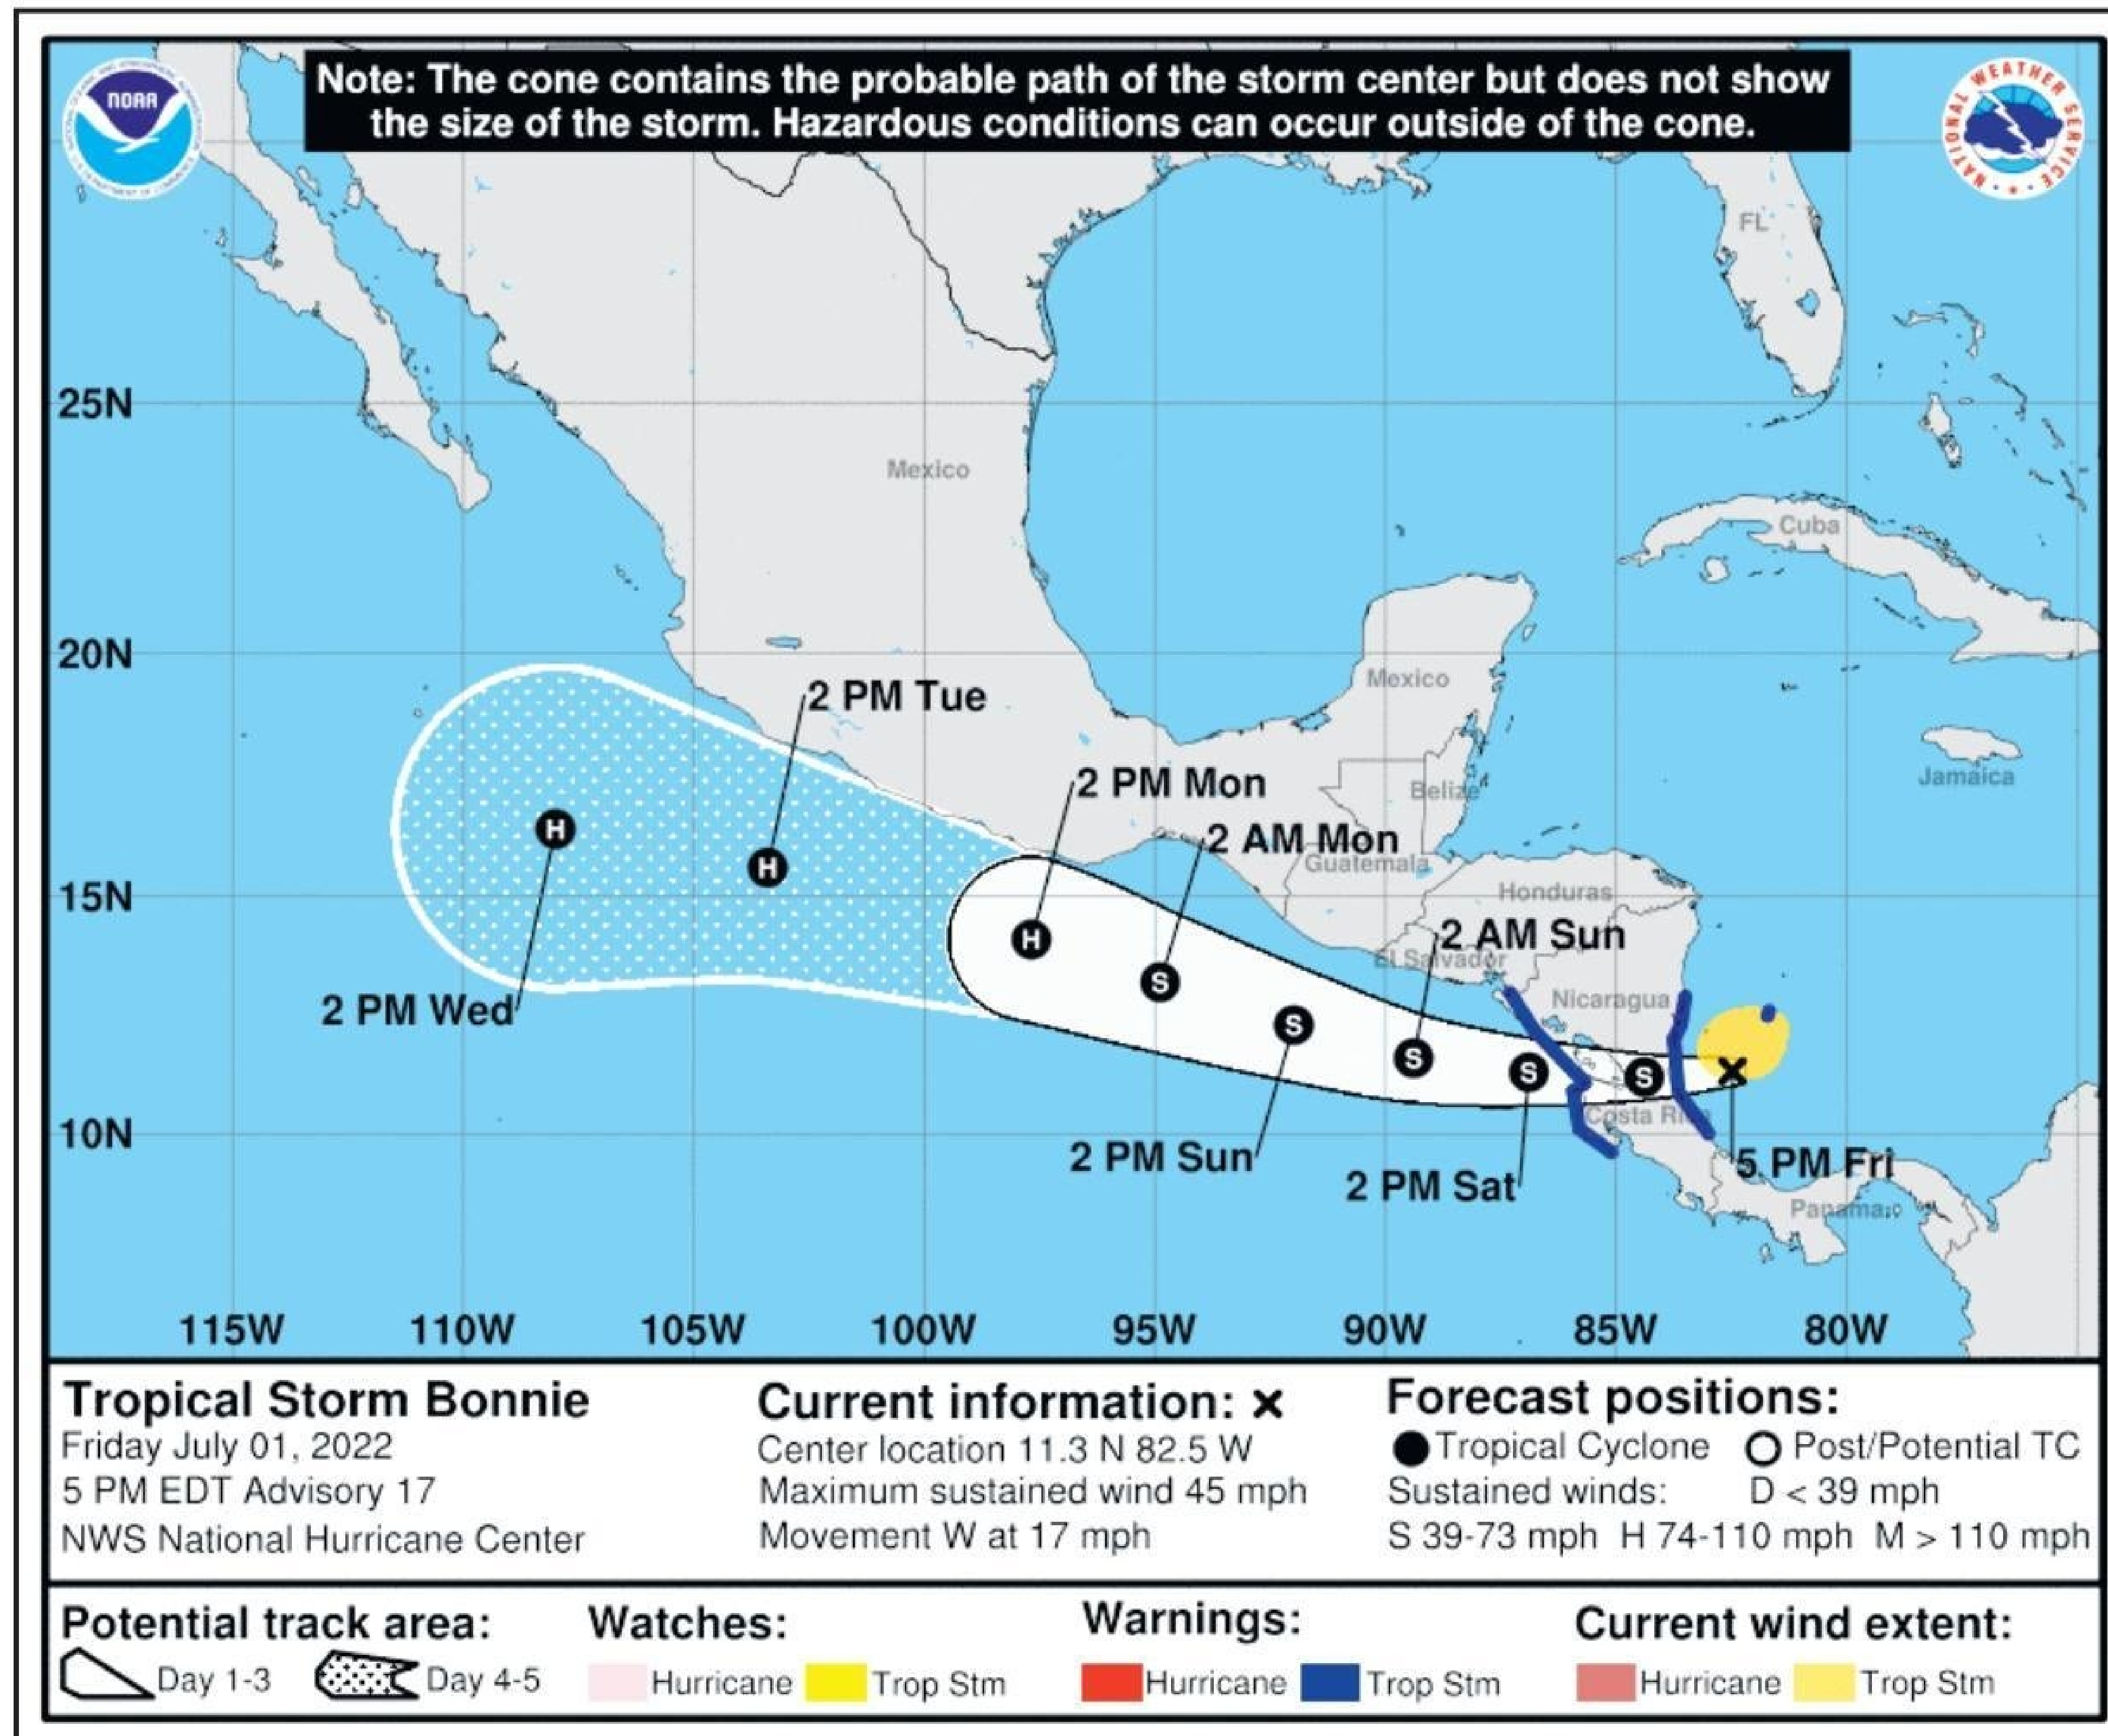 Note: The cone contains the probable path of the storm center but does not show
the size of the storm. Hazardous conditions can occur outside of the cone.
NOAA
NATIONAL WEATHER SERVICE
FL
25N
Mexico
Cuba
20N
Mexico
2 PM Tue
2 PM Mon
Jamaica
Belize
2 AM Mon
Guatemala
H
H
15N
Honduras
2 AM Sun
H
El Salvador
S
Nicaragua
2 PM Wed
S
S
S
S
Costa
10N
2 PM Sun
5 PM Fri
2 PM Sat
115W 110W 105W 100W 95W 90W 85W 80W
Tropical Storm Bonnie
Friday July 01, 2022
5 PM EDT Advisory 17
NWS National Hurricane Center
Current information: x
Center location 11.3 N 82.5 W
Maximum sustained wind 45 mph
Movement W at 17 mph
Forecast positions:
Tropical Cyclone Post/Potential TC
Sustained winds: D < 39 mph
S 39-73 mph H 74-110 mph M > 110 mph
Potential track area:
Day 1-3 Day 4-5
Watches:
Hurricane Trop Stm
Warnings:
Hurricane Trop Stm
Current wind extent:
Hurricane Trop Stm